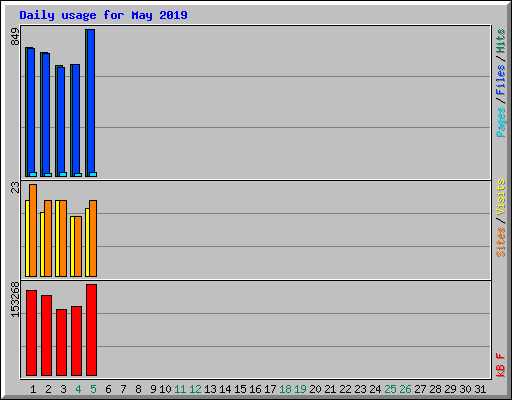 Daily usage for May 2019
849
Pages/Files/Hits
23
Sites/Visits
153268
kB F
1 2 3 4 5 6 7 8 9 10 11 12 13 14 15 16 17 18 19 20 21 22 23 24 25 26 27 28 29 30 31